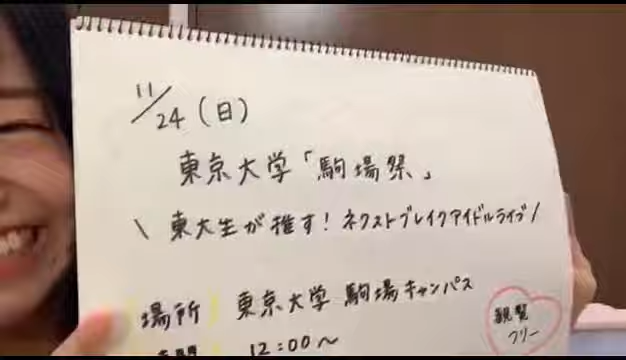 11/24(日)
東京大学「駒場祭」
\ 東大生が推す!ネクストブレイクアイドルライブ/
場所 東京大学 駒場キャンパス
12:00~
観覧
フリー